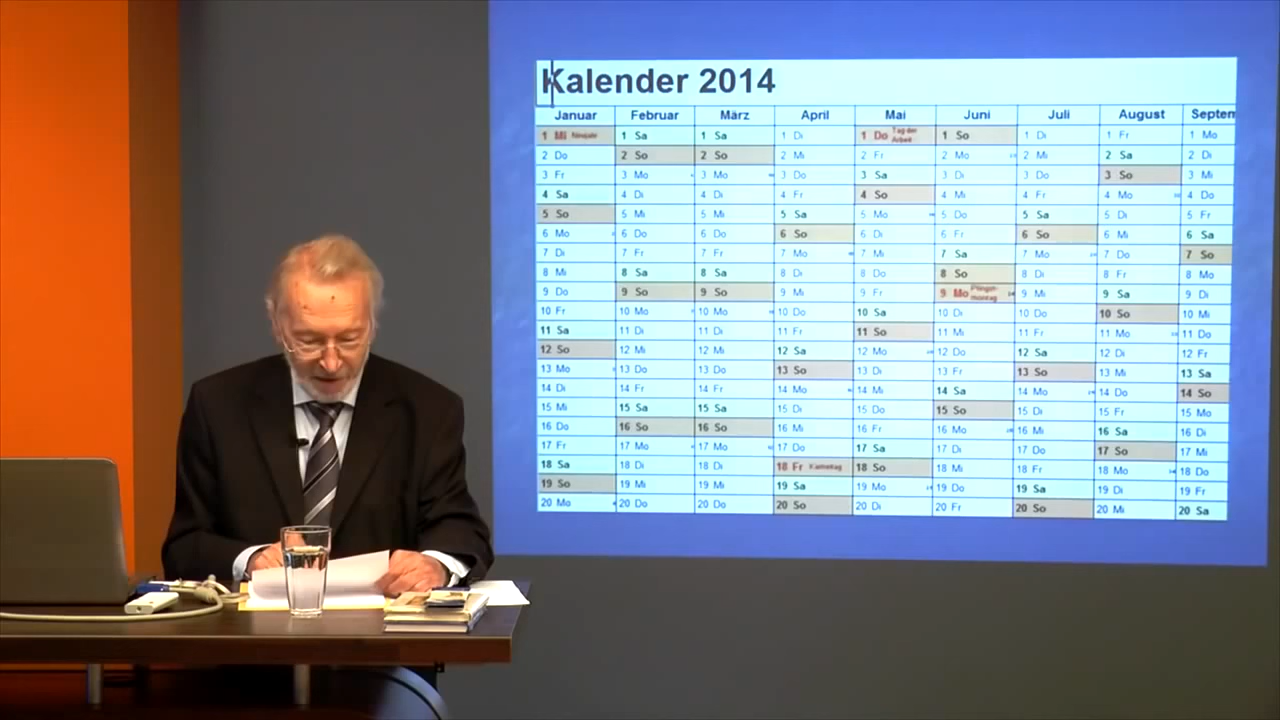 Kalender 2014
Januar Februar März April Mai Juni Juli August Septem
1 Mi Neujahr 1 Sa 1 Sa 1 Di 1 Do Tag der Arbeit 1 So 1 Di 1 Fr 1 Mo
2 Do 2 So 2 So 2 Mi 2 Fr 2 Mo 2 Mi 2 Sa 2 Di
3 Fr 3 Mo 3 Mo 3 Do 3 Sa 3 Di 3 Do 3 So 3 Mi
4 Sa 4 Di 4 Di 4 Fr 4 So 4 Mi 4 Fr 4 Mo 4 Do
5 So 5 Mi 5 Mi 5 Sa 5 Mo 5 Do 5 Sa 5 Di 5 Fr
6 Mo 6 Do 6 Do 6 So 6 Di 6 Fr 6 So 6 Mi 6 Sa
7 Di 7 Fr 7 Fr 7 Mo 7 Mi 7 Sa 7 Mo 7 Do 7 So
8 Mi 8 Sa 8 Sa 8 Di 8 Do 8 So 8 Di 8 Fr 8 Mo
9 Do 9 So 9 So 9 Mi 9 Fr 9 Mo Pfingstmontag 9 Mi 9 Sa 9 Di
10 Fr 10 Mo 10 Mo 10 Do 10 Sa 10 Di 10 Do 10 So 10 Mi
11 Sa 11 Di 11 Di 11 Fr 11 So 11 Mi 11 Fr 11 Mo 11 Do
12 So 12 Mi 12 Mi 12 Sa 12 Mo 12 Do 12 Sa 12 Di 12 Fr
13 Mo 13 Do 13 Do 13 So 13 Di 13 Fr 13 So 13 Mi 13 Sa
14 Di 14 Fr 14 Fr 14 Mo 14 Mi 14 Sa 14 Mo 14 Do 14 So
15 Mi 15 Sa 15 Sa 15 Di 15 Do 15 So 15 Di 15 Fr 15 Mo
16 Do 16 So 16 So 16 Mi 16 Fr 16 Mo 16 Mi 16 Sa 16 Di
17 Fr 17 Mo 17 Mo 17 Do 17 Sa 17 Di 17 Do 17 So 17 Mi
18 Sa 18 Di 18 Di 18 Fr Karfreitag 18 So 18 Mi 18 Fr 18 Mo 18 Do
19 So 19 Mi 19 Mi 19 Sa 19 Mo 19 Do 19 Sa 19 Di 19 Fr
20 Mo 20 Do 20 Do 20 So 20 Di 20 Fr 20 So 20 Mi 20 Sa